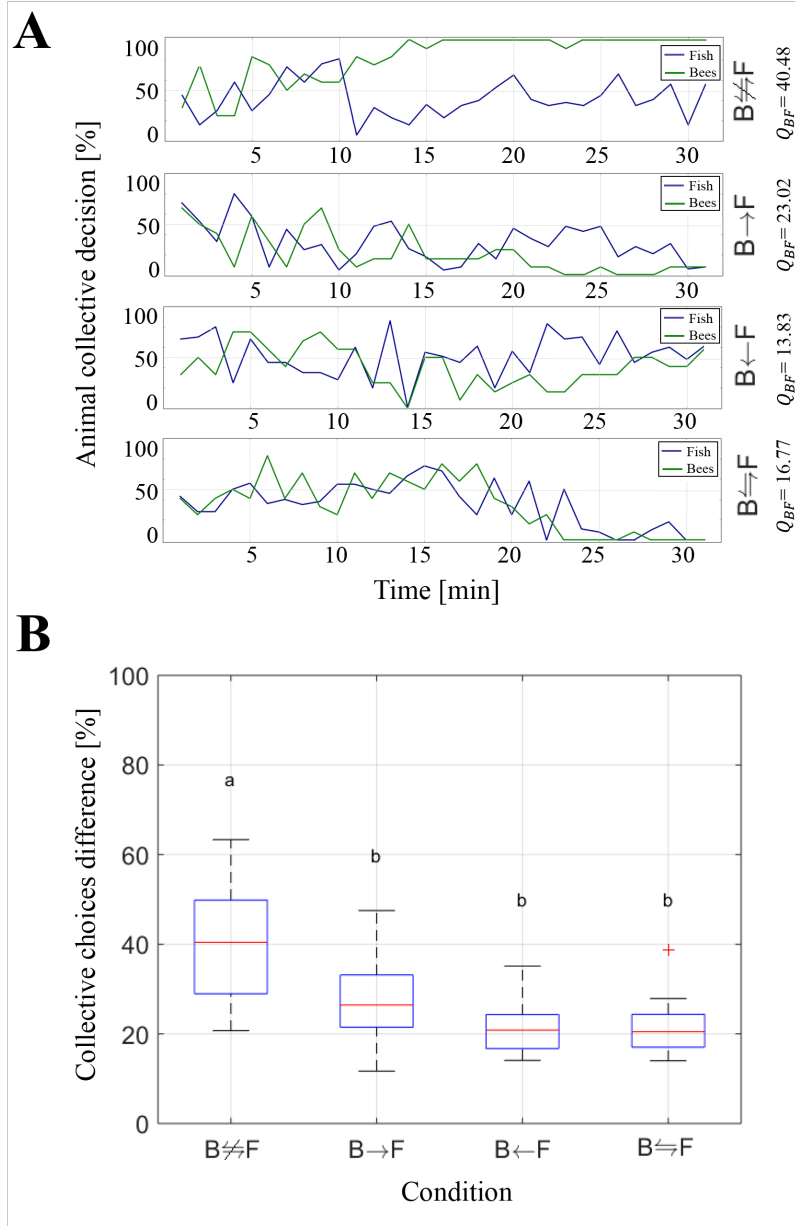 A
Animal collective decision [%]
100
50
0
Fish
Bees
5 10 15 20 25 30
B⇋̸F
Q_BF= 40.48
100
50
0
Fish
Bees
5 10 15 20 25 30
B→F
Q_BF= 23.02
100
50
0
Fish
Bees
5 10 15 20 25 30
B←F
Q_BF= 13.83
100
50
0
Fish
Bees
5 10 15 20 25 30
B⇋F
Q_BF= 16.77
Time [min]
B
Collective choices difference [%]
100
80
60
40
20
0
a
b
b
b
B⇋̸F B→F B←F B⇋F
Condition